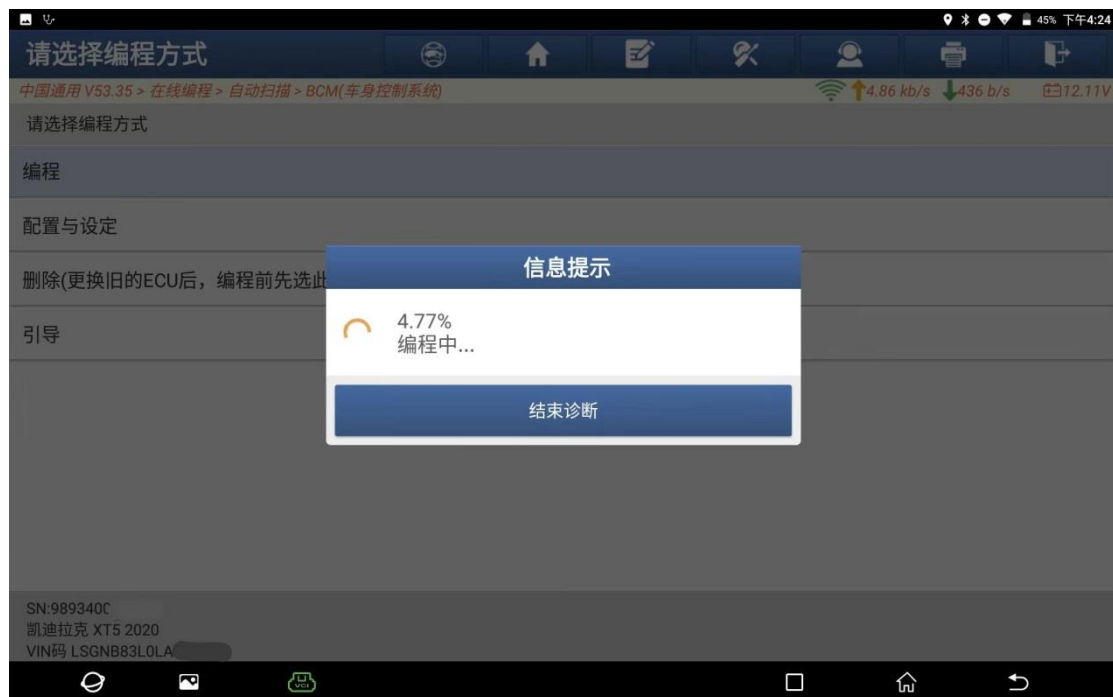 45% 下午4:24
请选择编程方式
中国通用 V53.35 > 在线编程 > 自动扫描 > BCM(车身控制系统)
4.86 kb/s 436 b/s 12.11V
请选择编程方式
编程
配置与设定
删除(更换旧的ECU后，编程前先选此
引导
信息提示
4.77%
编程中...
结束诊断
SN:9893400
凯迪拉克 XT5 2020
VIN码 LSGNB83L0LA
VCI